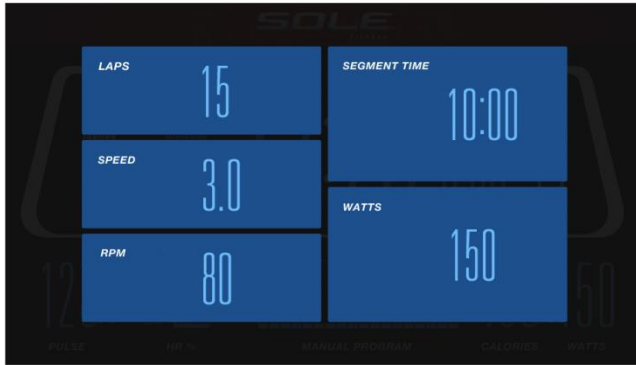 SOLE
LAPS
15
SEGMENT TIME
10:00
SPEED
3.0
WATTS
150
RPM
80
PULSE
HR %
MANUAL PROGRAM
CALORIES
WATTS